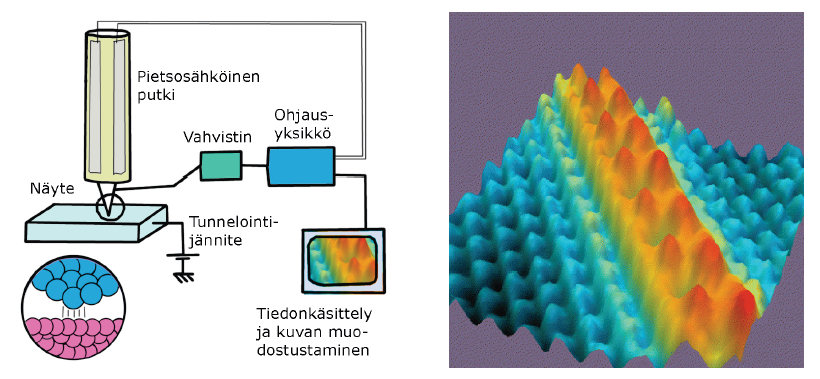 Pietsosähköinen
putki
Ohjaus-
yksikkö
Vahvistin
Näyte
Tunnelointi-
jännite
Tiedonkäsittely
ja kuvan muo-
dostustaminen